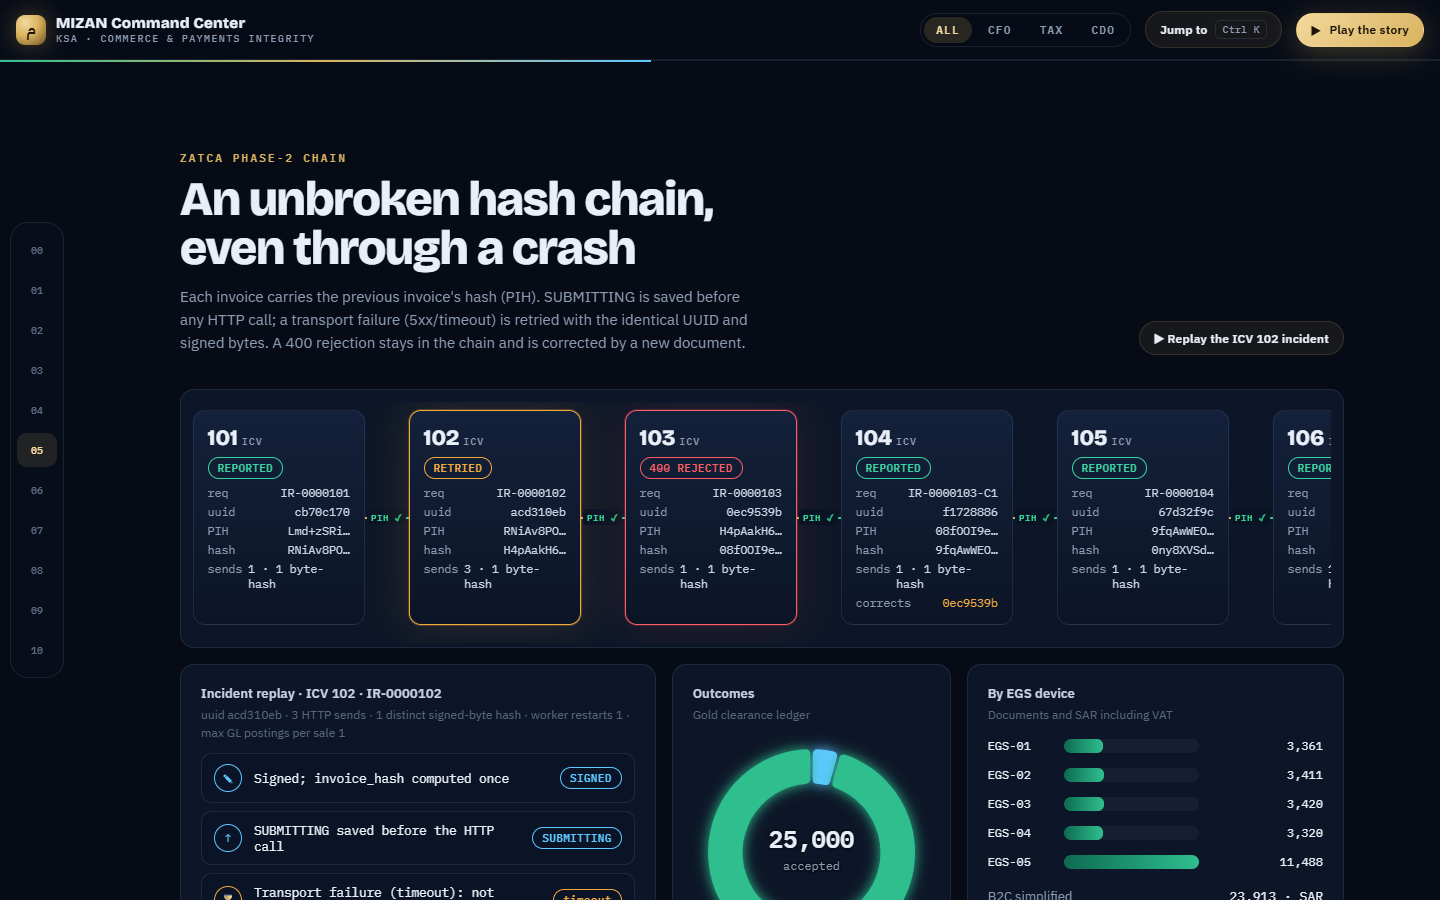 م
MIZAN Command Center
KSA · COMMERCE & PAYMENTS INTEGRITY
ALL CFO TAX CDO
Jump to Ctrl K
▶ Play the story
00
01
02
03
04
05
06
07
08
09
10
ZATCA PHASE-2 CHAIN
An unbroken hash chain,
even through a crash
Each invoice carries the previous invoice's hash (PIH). SUBMITTING is saved before
any HTTP call; a transport failure (5xx/timeout) is retried with the identical UUID and
signed bytes. A 400 rejection stays in the chain and is corrected by a new document.
▶ Replay the ICV 102 incident
101 ICV
REPORTED
req IR-0000101
uuid cb70c170
PIH Lmd+zSRi…
hash RNiAv8PO…
sends 1 · 1 byte-
hash
PIH ✓
102 ICV
RETRIED
req IR-0000102
uuid acd310eb
PIH RNiAv8PO…
hash H4pAakH6…
sends 3 · 1 byte-
hash
PIH ✓
103 ICV
400 REJECTED
req IR-0000103
uuid 0ec9539b
PIH H4pAakH6…
hash 08fOOI9e…
sends 1 · 1 byte-
hash
PIH ✓
104 ICV
REPORTED
req IR-0000103-C1
uuid f1728886
PIH 08fOOI9e…
hash 9fqAwWEO…
sends 1 · 1 byte-
hash
corrects 0ec9539b
PIH ✓
105 ICV
REPORTED
req IR-0000104
uuid 67d32f9c
PIH 9fqAwWEO…
hash 0ny8XVSd…
sends 1 · 1 byte-
hash
PIH ✓
106
REPOR
req
uuid
PIH
hash
sends
Incident replay · ICV 102 · IR-0000102
uuid acd310eb · 3 HTTP sends · 1 distinct signed-byte hash · worker restarts 1 ·
max GL postings per sale 1
Signed; invoice_hash computed once SIGNED
↑ SUBMITTING saved before the HTTP
call SUBMITTING
Transport failure (timeout): not timeout
Outcomes
Gold clearance ledger
25,000
accepted
By EGS device
Documents and SAR including VAT
EGS-01 3,361
EGS-02 3,411
EGS-03 3,420
EGS-04 3,320
EGS-05 11,488
B2C simplified 23,913 · SAR